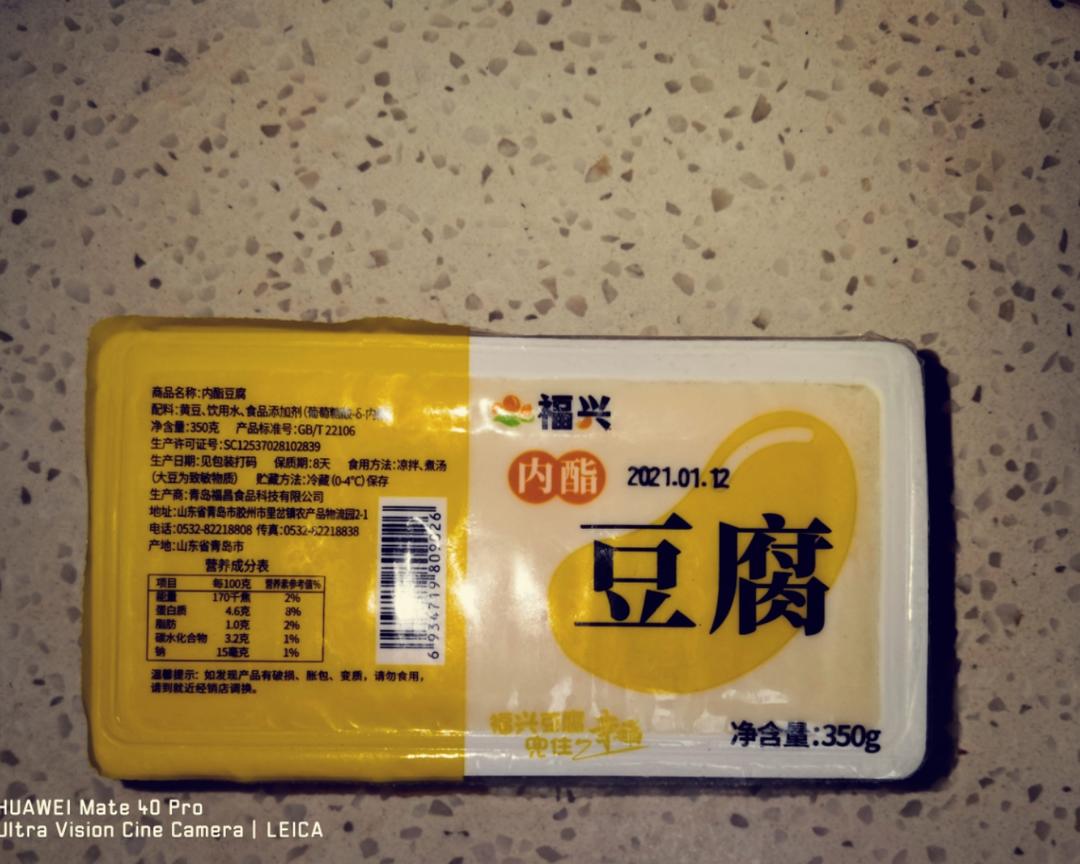 商品名称:内酯豆腐
配料:黄豆、饮用水、食品添加剂(葡萄糖酸-δ-内酯
净含量:350克 产品标准号:GB/T 22106
生产许可证号:SC12537028102839
生产日期:见包装打码 保质期:8天 食用方法:凉拌、煮汤
(大豆为致敏物质) 贮藏方法:冷藏(0-4℃)保存
生产商:青岛福昌食品科技有限公司
地址:山东省青岛市胶州市里岔镇农产品物流园2-1
电话:0532-82218808 传真:0532-82218838
产地:山东省青岛市
营养成分表
项目 每100克 营养素参考值%
能量 170千焦 2%
蛋白质 4.6克 8%
脂肪 1.0克 2%
碳水化合物 3.2克 1%
钠 15毫克 1%
温馨提示:如发现产品有破损、胀包、变质,请勿食用,
请到就近经销店调换。
6934719809026
福兴
内酯
2021.01.12
豆腐
福兴豆腐
兜住幸福
净含量:350g
HUAWEI Mate 40 Pro
Ultra Vision Cine Camera | LEICA